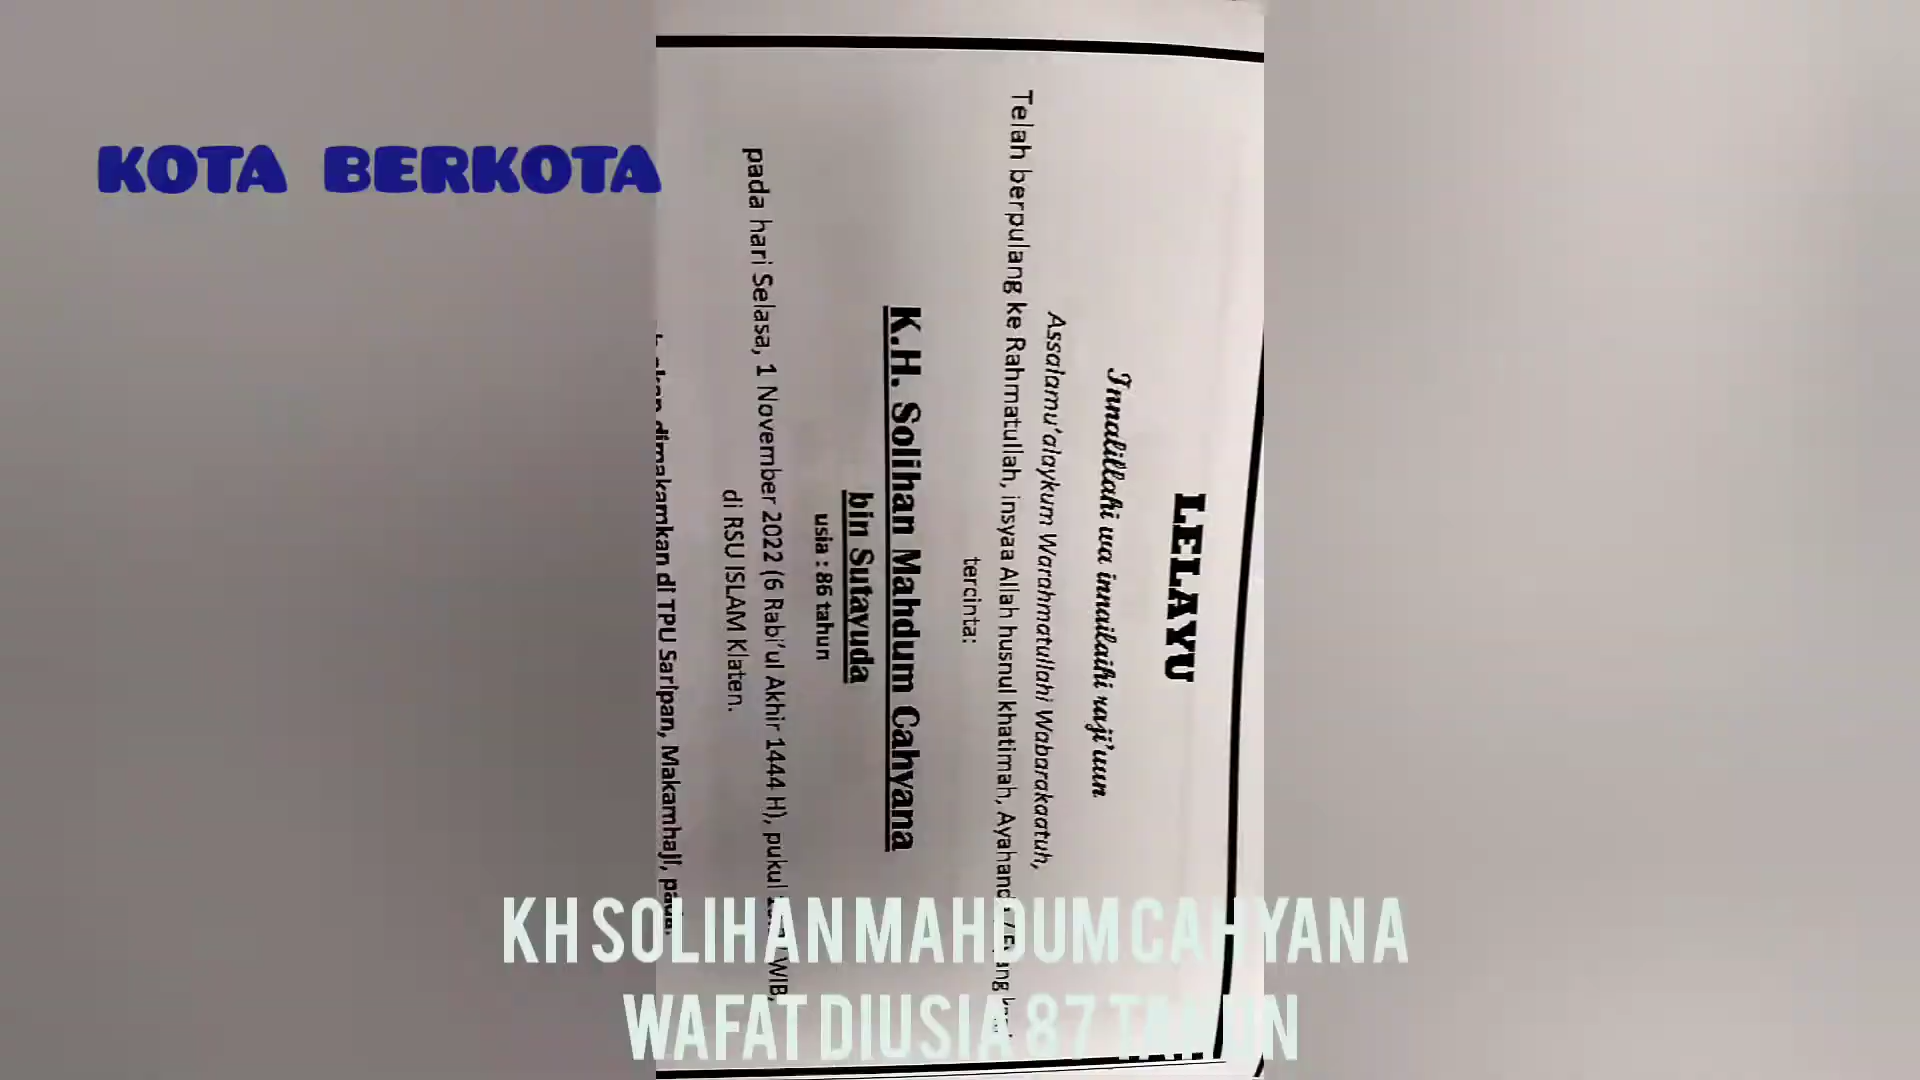 KOTA BERKOTA
LELAYU
Innalillahi wa innailaihi raji'uun
Assalamu'alaykum Warahmatullahi Wabarakaatuh,
Telah berpulang ke Rahmatullah, insyaa Allah husnul khatimah,
tercinta:
K.H. Solihan Mahdum Cahyana
bin Sutayuda
usia : 86 tahun
pada hari Selasa, 1 November 2022 (6 Rabi'ul Akhir 1444 H), pukul WIB,
di RSU ISLAM Klaten.
dimakamkan di TPU Saripan, Makamhaji,
KH SOLIHAN MAHDUM CAHYANA
WAFAT DIUSIA 87 TAHUN